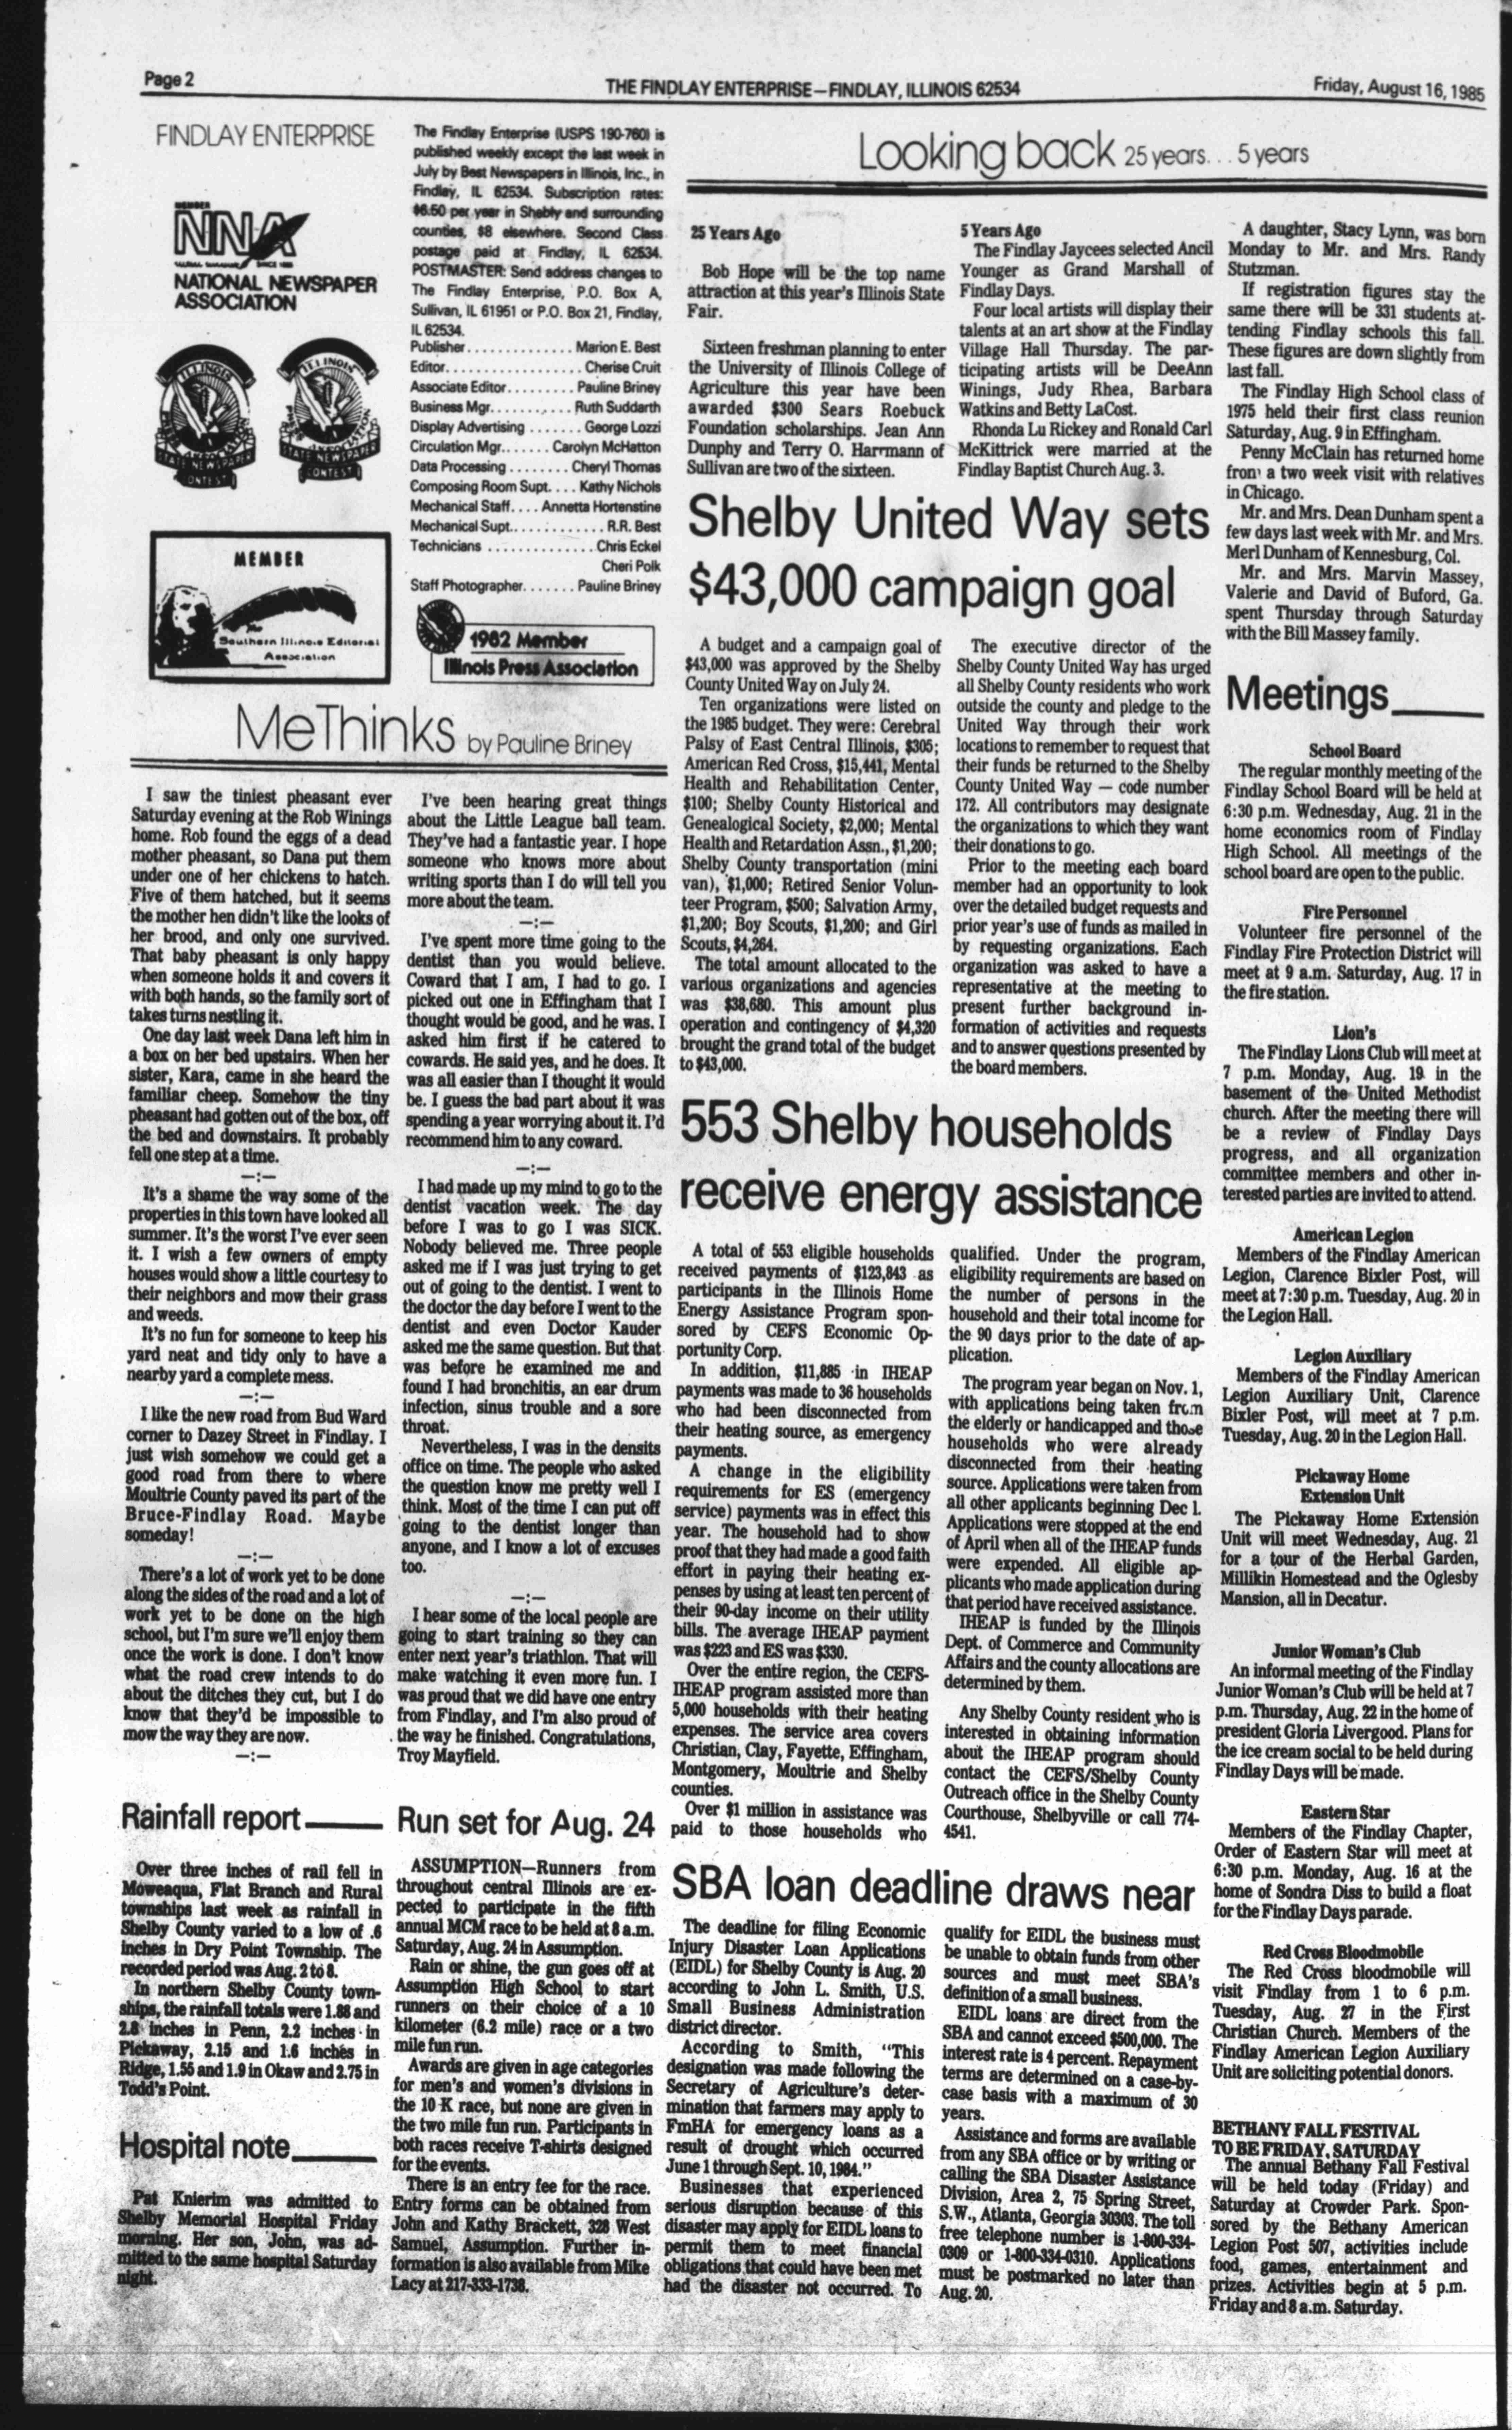 Page 2
THE FINDLAY ENTERPRISE—FINDLAY, ILLINOIS 62534
Friday, August 16, 1985
FINDLAY ENTERPRISE
MEMBER
NNA
SINCE 1885
NATIONAL NEWSPAPER
ASSOCIATION
ILLINOIS
PRESS ASSOCIATION
STATE NEWSPAPER
CONTEST
ILLINOIS
PRESS ASSOCIATION
STATE NEWSPAPER
CONTEST
MEMBER
The
Southern Illinois Editorial
Association
The Findlay Enterprise (USPS 190-760) is
published weekly except the last week in
July by Best Newspapers in Illinois, Inc., in
Findlay, IL 62534. Subscription rates:
$6.50 per year in Shebly and surrounding
counties, $8 elsewhere. Second Class
postage paid at Findlay, IL 62534.
POSTMASTER: Send address changes to
The Findlay Enterprise, P.O. Box A,
Sullivan, IL 61951 or P.O. Box 21, Findlay,
IL 62534.
Publisher............. Marion E. Best
Editor................. Cherise Cruit
Associate Editor......... Pauline Briney
Business Mgr........... Ruth Suddarth
Display Advertising ....... George Lozzi
Circulation Mgr....... Carolyn McHatton
Data Processing ........ Cheryl Thomas
Composing Room Supt.... Kathy Nichols
Mechanical Staff.... Annetta Hortenstine
Mechanical Supt............. R.R. Best
Technicians ............. Chris Eckel
Cheri Polk
Staff Photographer....... Pauline Briney
1982 Member
Illinois Press Association
MeThinks by Pauline Briney
I saw the tiniest pheasant ever
Saturday evening at the Rob Winings
home. Rob found the eggs of a dead
mother pheasant, so Dana put them
under one of her chickens to hatch.
Five of them hatched, but it seems
the mother hen didn't like the looks of
her brood, and only one survived.
That baby pheasant is only happy
when someone holds it and covers it
with both hands, so the family sort of
takes turns nestling it.
One day last week Dana left him in
a box on her bed upstairs. When her
sister, Kara, came in she heard the
familiar cheep. Somehow the tiny
pheasant had gotten out of the box, off
the bed and downstairs. It probably
fell one step at a time.
—:—
It's a shame the way some of the
properties in this town have looked all
summer. It's the worst I've ever seen
it. I wish a few owners of empty
houses would show a little courtesy to
their neighbors and mow their grass
and weeds.
It's no fun for someone to keep his
yard neat and tidy only to have a
nearby yard a complete mess.
—:—
I like the new road from Bud Ward
corner to Dazey Street in Findlay. I
just wish somehow we could get a
good road from there to where
Moultrie County paved its part of the
Bruce-Findlay Road. Maybe
someday!
—:—
There's a lot of work yet to be done
along the sides of the road and a lot of
work yet to be done on the high
school, but I'm sure we'll enjoy them
once the work is done. I don't know
what the road crew intends to do
about the ditches they cut, but I do
know that they'd be impossible to
mow the way they are now.
—:—
I've been hearing great things
about the Little League ball team.
They've had a fantastic year. I hope
someone who knows more about
writing sports than I do will tell you
more about the team.
—:—
I've spent more time going to the
dentist than you would believe.
Coward that I am, I had to go. I
picked out one in Effingham that I
thought would be good, and he was. I
asked him first if he catered to
cowards. He said yes, and he does. It
was all easier than I thought it would
be. I guess the bad part about it was
spending a year worrying about it. I'd
recommend him to any coward.
—:—
I had made up my mind to go to the
dentist vacation week. The day
before I was to go I was SICK.
Nobody believed me. Three people
asked me if I was just trying to get
out of going to the dentist. I went to
the doctor the day before I went to the
dentist and even Doctor Kauder
asked me the same question. But that
was before he examined me and
found I had bronchitis, an ear drum
infection, sinus trouble and a sore
throat.
Nevertheless, I was in the densits
office on time. The people who asked
the question know me pretty well I
think. Most of the time I can put off
going to the dentist longer than
anyone, and I know a lot of excuses
too.
—:—
I hear some of the local people are
going to start training so they can
enter next year's triathlon. That will
make watching it even more fun. I
was proud that we did have one entry
from Findlay, and I'm also proud of
the way he finished. Congratulations,
Troy Mayfield.
Rainfall report
Over three inches of rail fell in
Moweaqua, Flat Branch and Rural
townships last week as rainfall in
Shelby County varied to a low of .6
inches in Dry Point Township. The
recorded period was Aug. 2 to 8.
In northern Shelby County town-
ships, the rainfall totals were 1.88 and
2.8 inches in Penn, 2.2 inches in
Pickaway, 2.15 and 1.6 inches in
Ridge, 1.55 and 1.9 in Okaw and 2.75 in
Todd's Point.
Hospital note
Pat Knierim was admitted to
Shelby Memorial Hospital Friday
morning. Her son, John, was ad-
mitted to the same hospital Saturday
night.
Run set for Aug. 24
ASSUMPTION—Runners from
throughout central Illinois are ex-
pected to participate in the fifth
annual MCM race to be held at 8 a.m.
Saturday, Aug. 24 in Assumption.
Rain or shine, the gun goes off at
Assumption High School to start
runners on their choice of a 10
kilometer (6.2 mile) race or a two
mile fun run.
Awards are given in age categories
for men's and women's divisions in
the 10 K race, but none are given in
the two mile fun run. Participants in
both races receive T-shirts designed
for the events.
There is an entry fee for the race.
Entry forms can be obtained from
John and Kathy Brackett, 328 West
Samuel, Assumption. Further in-
formation is also available from Mike
Lacy at 217-333-1738.
Looking back 25 years... 5 years
25 Years Ago
Bob Hope will be the top name
attraction at this year's Illinois State
Fair.
Sixteen freshman planning to enter
the University of Illinois College of
Agriculture this year have been
awarded $300 Sears Roebuck
Foundation scholarships. Jean Ann
Dunphy and Terry O. Harrmann of
Sullivan are two of the sixteen.
5 Years Ago
The Findlay Jaycees selected Ancil
Younger as Grand Marshall of
Findlay Days.
Four local artists will display their
talents at an art show at the Findlay
Village Hall Thursday. The par-
ticipating artists will be DeeAnn
Winings, Judy Rhea, Barbara
Watkins and Betty LaCost.
Rhonda Lu Rickey and Ronald Carl
McKittrick were married at the
Findlay Baptist Church Aug. 3.
A daughter, Stacy Lynn, was born
Monday to Mr. and Mrs. Randy
Stutzman.
If registration figures stay the
same there will be 331 students at-
tending Findlay schools this fall.
These figures are down slightly from
last fall.
The Findlay High School class of
1975 held their first class reunion
Saturday, Aug. 9 in Effingham.
Penny McClain has returned home
from a two week visit with relatives
in Chicago.
Mr. and Mrs. Dean Dunham spent a
few days last week with Mr. and Mrs.
Merl Dunham of Kennesburg, Col.
Mr. and Mrs. Marvin Massey,
Valerie and David of Buford, Ga.
spent Thursday through Saturday
with the Bill Massey family.
Shelby United Way sets
$43,000 campaign goal
A budget and a campaign goal of
$43,000 was approved by the Shelby
County United Way on July 24.
Ten organizations were listed on
the 1985 budget. They were: Cerebral
Palsy of East Central Illinois, $305;
American Red Cross, $15,441, Mental
Health and Rehabilitation Center,
$100; Shelby County Historical and
Genealogical Society, $2,000; Mental
Health and Retardation Assn., $1,200;
Shelby County transportation (mini
van), $1,000; Retired Senior Volun-
teer Program, $500; Salvation Army,
$1,200; Boy Scouts, $1,200; and Girl
Scouts, $4,264.
The total amount allocated to the
various organizations and agencies
was $38,680. This amount plus
operation and contingency of $4,320
brought the grand total of the budget
to $43,000.
The executive director of the
Shelby County United Way has urged
all Shelby County residents who work
outside the county and pledge to the
United Way through their work
locations to remember to request that
their funds be returned to the Shelby
County United Way — code number
172. All contributors may designate
the organizations to which they want
their donations to go.
Prior to the meeting each board
member had an opportunity to look
over the detailed budget requests and
prior year's use of funds as mailed in
by requesting organizations. Each
organization was asked to have a
representative at the meeting to
present further background in-
formation of activities and requests
and to answer questions presented by
the board members.
553 Shelby households
receive energy assistance
A total of 553 eligible households
received payments of $123,843 as
participants in the Illinois Home
Energy Assistance Program spon-
sored by CEFS Economic Op-
portunity Corp.
In addition, $11,885 in IHEAP
payments was made to 36 households
who had been disconnected from
their heating source, as emergency
payments.
A change in the eligibility
requirements for ES (emergency
service) payments was in effect this
year. The household had to show
proof that they had made a good faith
effort in paying their heating ex-
penses by using at least ten percent of
their 90-day income on their utility
bills. The average IHEAP payment
was $223 and ES was $330.
Over the entire region, the CEFS-
IHEAP program assisted more than
5,000 households with their heating
expenses. The service area covers
Christian, Clay, Fayette, Effingham,
Montgomery, Moultrie and Shelby
counties.
Over $1 million in assistance was
paid to those households who
qualified. Under the program,
eligibility requirements are based on
the number of persons in the
household and their total income for
the 90 days prior to the date of ap-
plication.
The program year began on Nov. 1,
with applications being taken from
the elderly or handicapped and those
households who were already
disconnected from their heating
source. Applications were taken from
all other applicants beginning Dec 1.
Applications were stopped at the end
of April when all of the IHEAP funds
were expended. All eligible ap-
plicants who made application during
that period have received assistance.
IHEAP is funded by the Illinois
Dept. of Commerce and Community
Affairs and the county allocations are
determined by them.
Any Shelby County resident who is
interested in obtaining information
about the IHEAP program should
contact the CEFS/Shelby County
Outreach office in the Shelby County
Courthouse, Shelbyville or call 774-
4541.
SBA loan deadline draws near
The deadline for filing Economic
Injury Disaster Loan Applications
(EIDL) for Shelby County is Aug. 20
according to John L. Smith, U.S.
Small Business Administration
district director.
According to Smith, "This
designation was made following the
Secretary of Agriculture's deter-
mination that farmers may apply to
FmHA for emergency loans as a
result of drought which occurred
June 1 through Sept. 10, 1984."
Businesses that experienced
serious disruption because of this
disaster may apply for EIDL loans to
permit them to meet financial
obligations that could have been met
had the disaster not occurred. To
qualify for EIDL the business must
be unable to obtain funds from other
sources and must meet SBA's
definition of a small business.
EIDL loans are direct from the
SBA and cannot exceed $500,000. The
interest rate is 4 percent. Repayment
terms are determined on a case-by-
case basis with a maximum of 30
years.
Assistance and forms are available
from any SBA office or by writing or
calling the SBA Disaster Assistance
Division, Area 2, 75 Spring Street,
S.W., Atlanta, Georgia 30303. The toll
free telephone number is 1-800-334-
0309 or 1-800-334-0310. Applications
must be postmarked no later than
Aug. 20.
Meetings
School Board
The regular monthly meeting of the
Findlay School Board will be held at
6:30 p.m. Wednesday, Aug. 21 in the
home economics room of Findlay
High School. All meetings of the
school board are open to the public.
Fire Personnel
Volunteer fire personnel of the
Findlay Fire Protection District will
meet at 9 a.m. Saturday, Aug. 17 in
the fire station.
Lion's
The Findlay Lions Club will meet at
7 p.m. Monday, Aug. 19 in the
basement of the United Methodist
church. After the meeting there will
be a review of Findlay Days
progress, and all organization
committee members and other in-
terested parties are invited to attend.
American Legion
Members of the Findlay American
Legion, Clarence Bixler Post, will
meet at 7:30 p.m. Tuesday, Aug. 20 in
the Legion Hall.
Legion Auxiliary
Members of the Findlay American
Legion Auxiliary Unit, Clarence
Bixler Post, will meet at 7 p.m.
Tuesday, Aug. 20 in the Legion Hall.
Pickaway Home
Extension Unit
The Pickaway Home Extension
Unit will meet Wednesday, Aug. 21
for a tour of the Herbal Garden,
Millikin Homestead and the Oglesby
Mansion, all in Decatur.
Junior Woman's Club
An informal meeting of the Findlay
Junior Woman's Club will be held at 7
p.m. Thursday, Aug. 22 in the home of
president Gloria Livergood. Plans for
the ice cream social to be held during
Findlay Days will be made.
Eastern Star
Members of the Findlay Chapter,
Order of Eastern Star will meet at
6:30 p.m. Monday, Aug. 16 at the
home of Sondra Diss to build a float
for the Findlay Days parade.
Red Cross Bloodmobile
The Red Cross bloodmobile will
visit Findlay from 1 to 6 p.m.
Tuesday, Aug. 27 in the First
Christian Church. Members of the
Findlay American Legion Auxiliary
Unit are soliciting potential donors.
BETHANY FALL FESTIVAL
TO BE FRIDAY, SATURDAY
The annual Bethany Fall Festival
will be held today (Friday) and
Saturday at Crowder Park. Spon-
sored by the Bethany American
Legion Post 507, activities include
food, games, entertainment and
prizes. Activities begin at 5 p.m.
Friday and 8 a.m. Saturday.